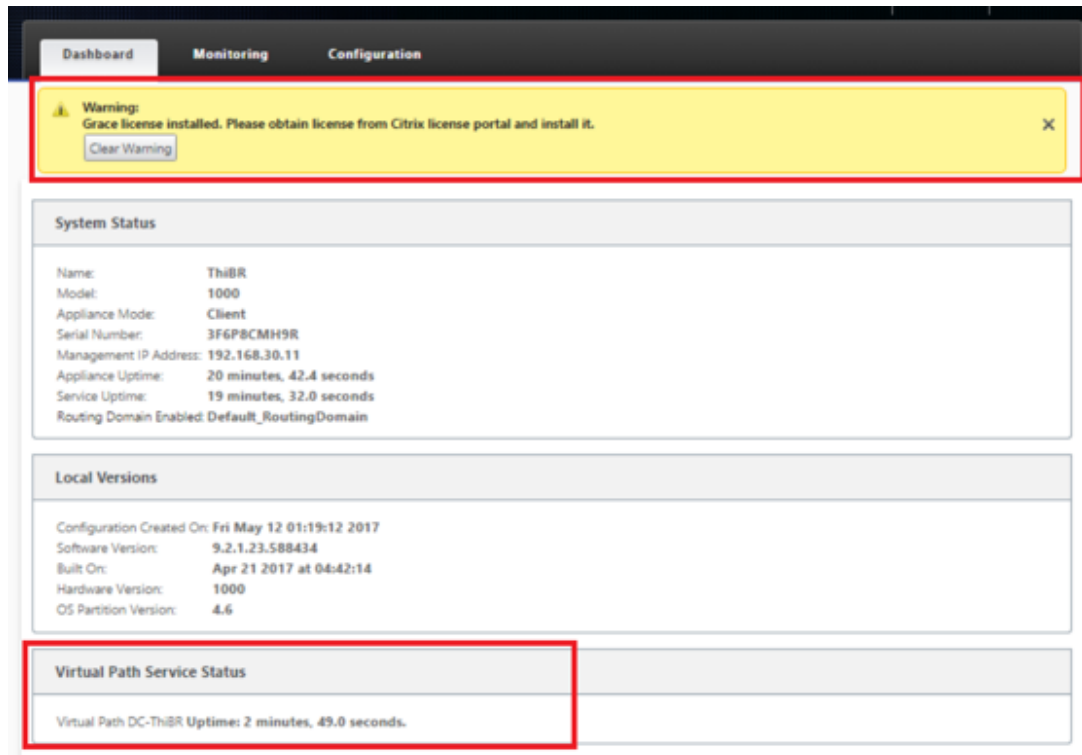 Dashboard Monitoring Configuration
Warning:
Grace license installed. Please obtain license from Citrix license portal and install it.
Clear Warning
System Status
Name: ThiBR
Model: 1000
Appliance Mode: Client
Serial Number: 3F6P8CMH9R
Management IP Address: 192.168.30.11
Appliance Uptime: 20 minutes, 42.4 seconds
Service Uptime: 19 minutes, 32.0 seconds
Routing Domain Enabled: Default_RoutingDomain
Local Versions
Configuration Created On: Fri May 12 01:19:12 2017
Software Version: 9.2.1.23.588434
Built On: Apr 21 2017 at 04:42:14
Hardware Version: 1000
OS Partition Version: 4.6
Virtual Path Service Status
Virtual Path DC-ThiBR Uptime: 2 minutes, 49.0 seconds.